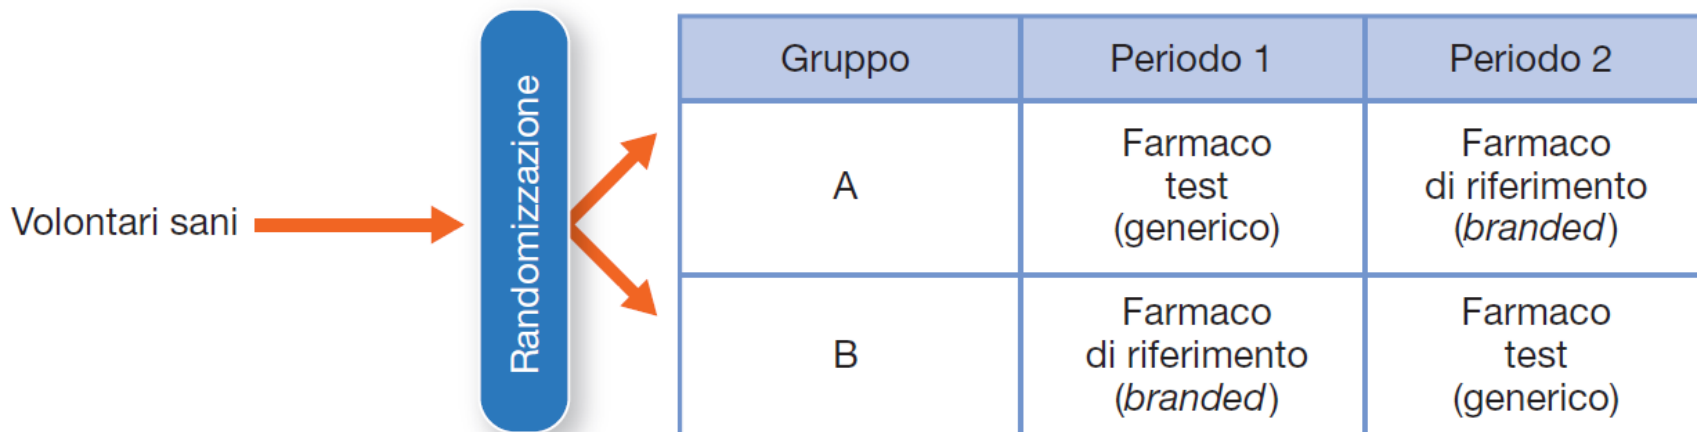 Volontari sani
Randomizzazione
Gruppo
Periodo 1
Periodo 2
A
Farmaco
test
(generico)
Farmaco
di riferimento
(branded)
B
Farmaco
di riferimento
(branded)
Farmaco
test
(generico)